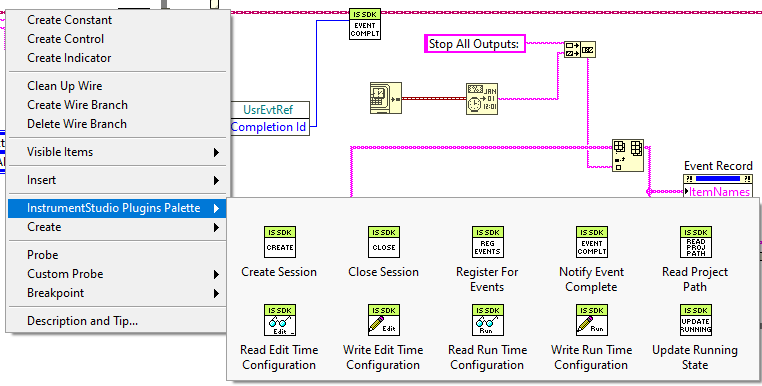 Create Constant
Create Control
Create Indicator
Clean Up Wire
Create Wire Branch
Delete Wire Branch
Visible Items
Insert
InstrumentStudio Plugins Palette
Create
Probe
Custom Probe
Breakpoint
Description and Tip...
IS SDK
EVENT
COMPLT
Stop All Outputs:
JAN
01
12:01
UsrEvtRef
Completion Id
Event Record
ItemNames
IS SDK
CREATE
Create Session
IS SDK
CLOSE
Close Session
IS SDK
REG
EVENTS
Register For
Events
IS SDK
EVENT
COMPLT
Notify Event
Complete
IS SDK
READ
PROJ
PATH
Read Project
Path
IS SDK
Edit
Read Edit Time
Configuration
IS SDK
Edit
Write Edit Time
Configuration
IS SDK
Run
Read Run Time
Configuration
IS SDK
Run
Write Run Time
Configuration
IS SDK
UPDATE
RUNNING
Update Running
State